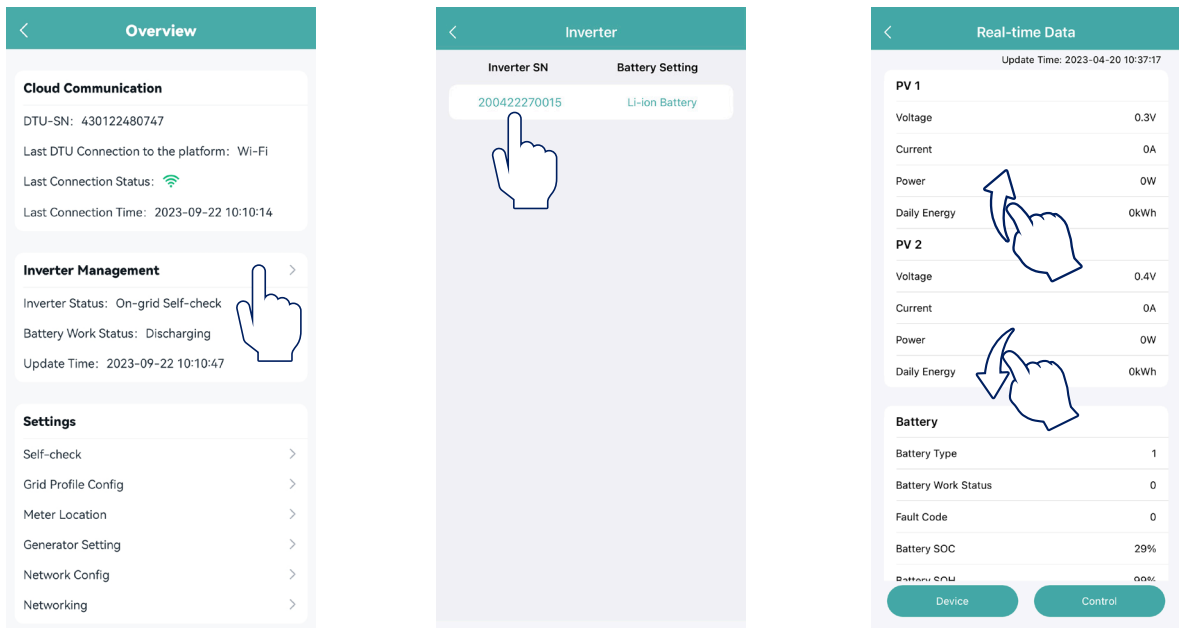 Overview
Cloud Communication
DTU-SN: 430122480747
Last DTU Connection to the platform: Wi-Fi
Last Connection Status:
Last Connection Time: 2023-09-22 10:10:14
Inverter Management
Inverter Status: On-grid Self-check
Battery Work Status: Discharging
Update Time: 2023-09-22 10:10:47
Settings
Self-check
Grid Profile Config
Meter Location
Generator Setting
Network Config
Networking
Inverter
Inverter SN Battery Setting
200422270015 Li-ion Battery
Real-time Data
Update Time: 2023-04-20 10:37:17
PV 1
Voltage 0.3V
Current 0A
Power 0W
Daily Energy 0kWh
PV 2
Voltage 0.4V
Current 0A
Power 0W
Daily Energy 0kWh
Battery
Battery Type 1
Battery Work Status 0
Fault Code 0
Battery SOC 29%
Battery SOH 99%
Device Control